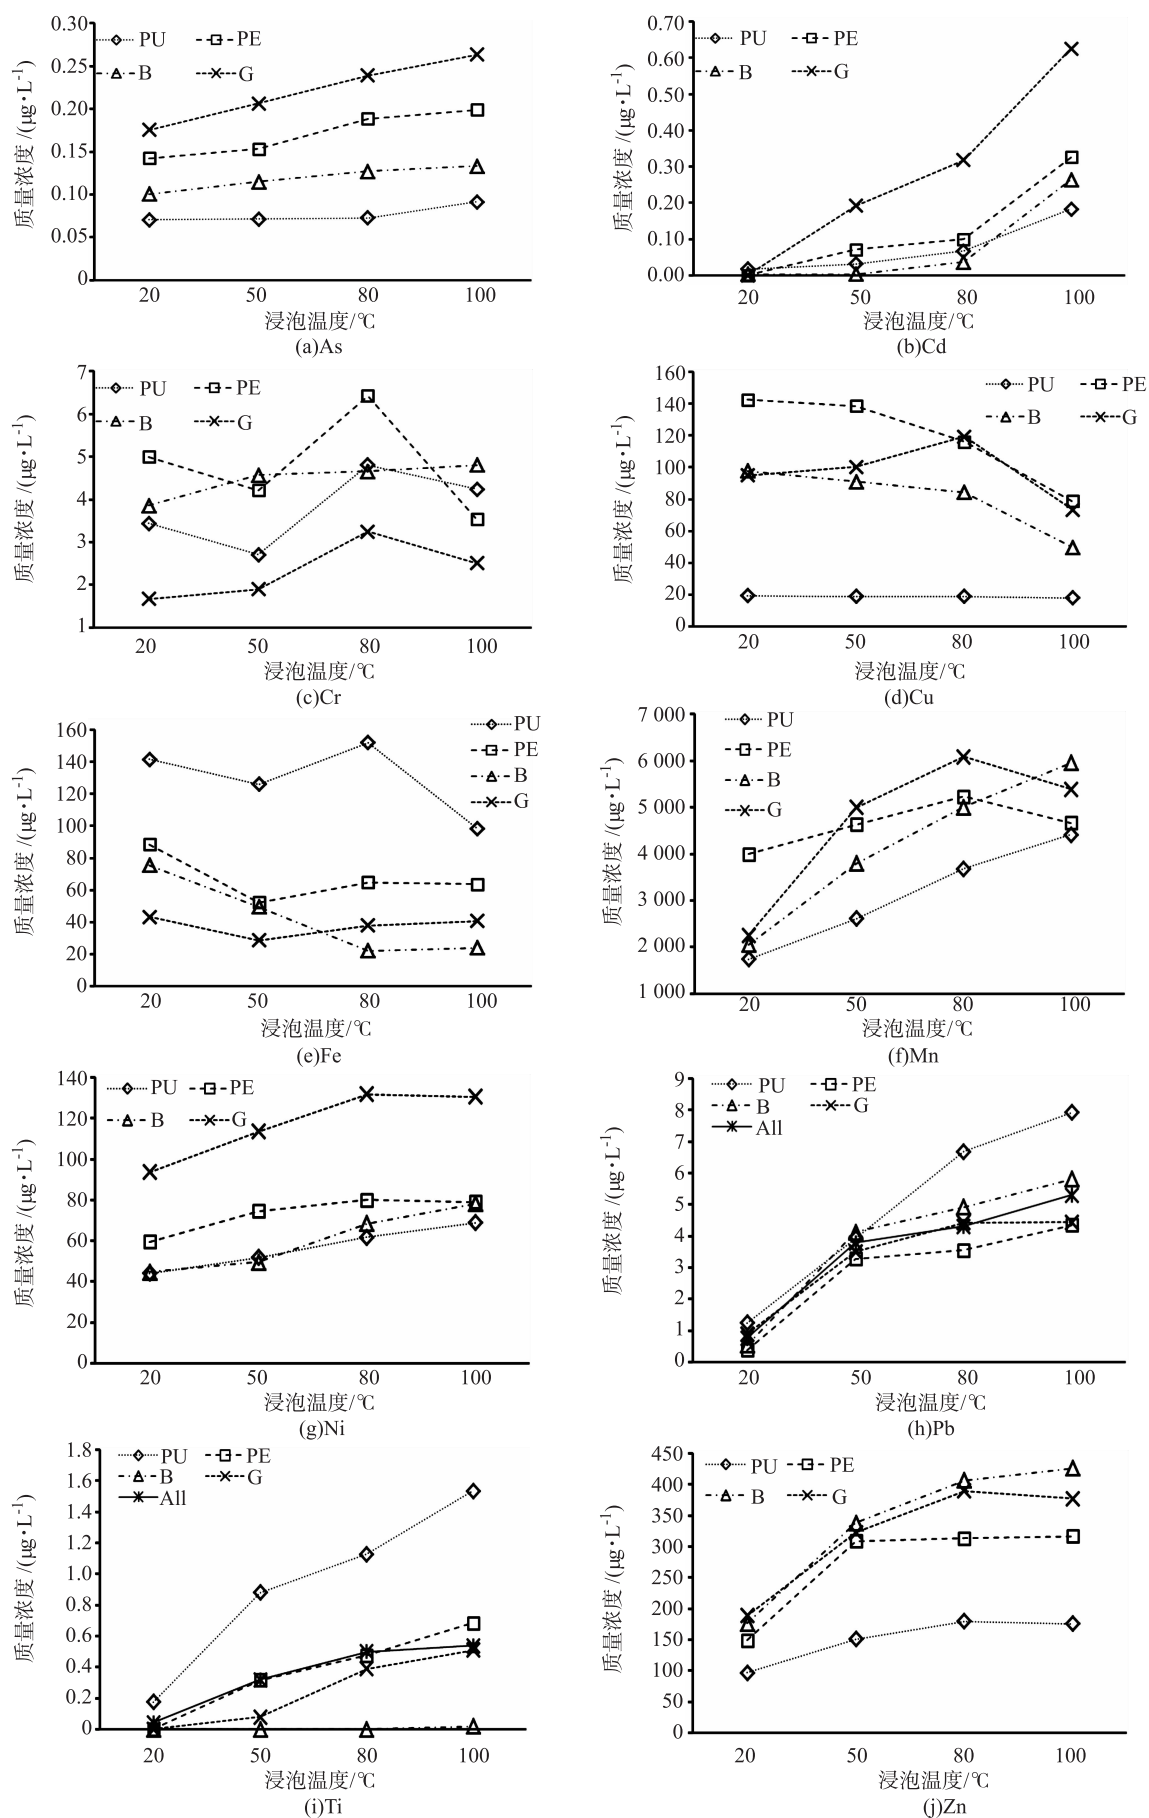 0.30
0.25
0.20
0.15
0.10
0.05
0
质量浓度/(μg·L⁻¹)
PU PE
B G
20 50 80 100
浸泡温度/℃
(a)As
0.70
0.60
0.50
0.40
0.30
0.20
0.10
0.00
质量浓度/(μg·L⁻¹)
PU PE
B G
20 50 80 100
浸泡温度/℃
(b)Cd
7
6
5
4
3
2
1
质量浓度/(μg·L⁻¹)
PU PE
B G
20 50 80 100
浸泡温度/℃
(c)Cr
160
140
120
100
80
60
40
20
0
质量浓度/(μg·L⁻¹)
PU PE
B G
20 50 80 100
浸泡温度/℃
(d)Cu
160
140
120
100
80
60
40
20
0
质量浓度/(μg·L⁻¹)
PU
PE
B
G
20 50 80 100
浸泡温度/℃
(e)Fe
7 000
6 000
5 000
4 000
3 000
2 000
1 000
质量浓度/(μg·L⁻¹)
PU
PE
B
G
20 50 80 100
浸泡温度/℃
(f)Mn
140
120
100
80
60
40
20
0
质量浓度/(μg·L⁻¹)
PU PE
B G
20 50 80 100
浸泡温度/℃
(g)Ni
9
8
7
6
5
4
3
2
1
0
质量浓度/(μg·L⁻¹)
PU PE
B G
All
20 50 80 100
浸泡温度/℃
(h)Pb
1.8
1.6
1.4
1.2
1.0
0.8
0.6
0.4
0.2
0
质量浓度/(μg·L⁻¹)
PU PE
B G
All
20 50 80 100
浸泡温度/℃
(i)Ti
450
400
350
300
250
200
150
100
50
0
质量浓度/(μg·L⁻¹)
PU PE
B G
20 50 80 100
浸泡温度/℃
(j)Zn